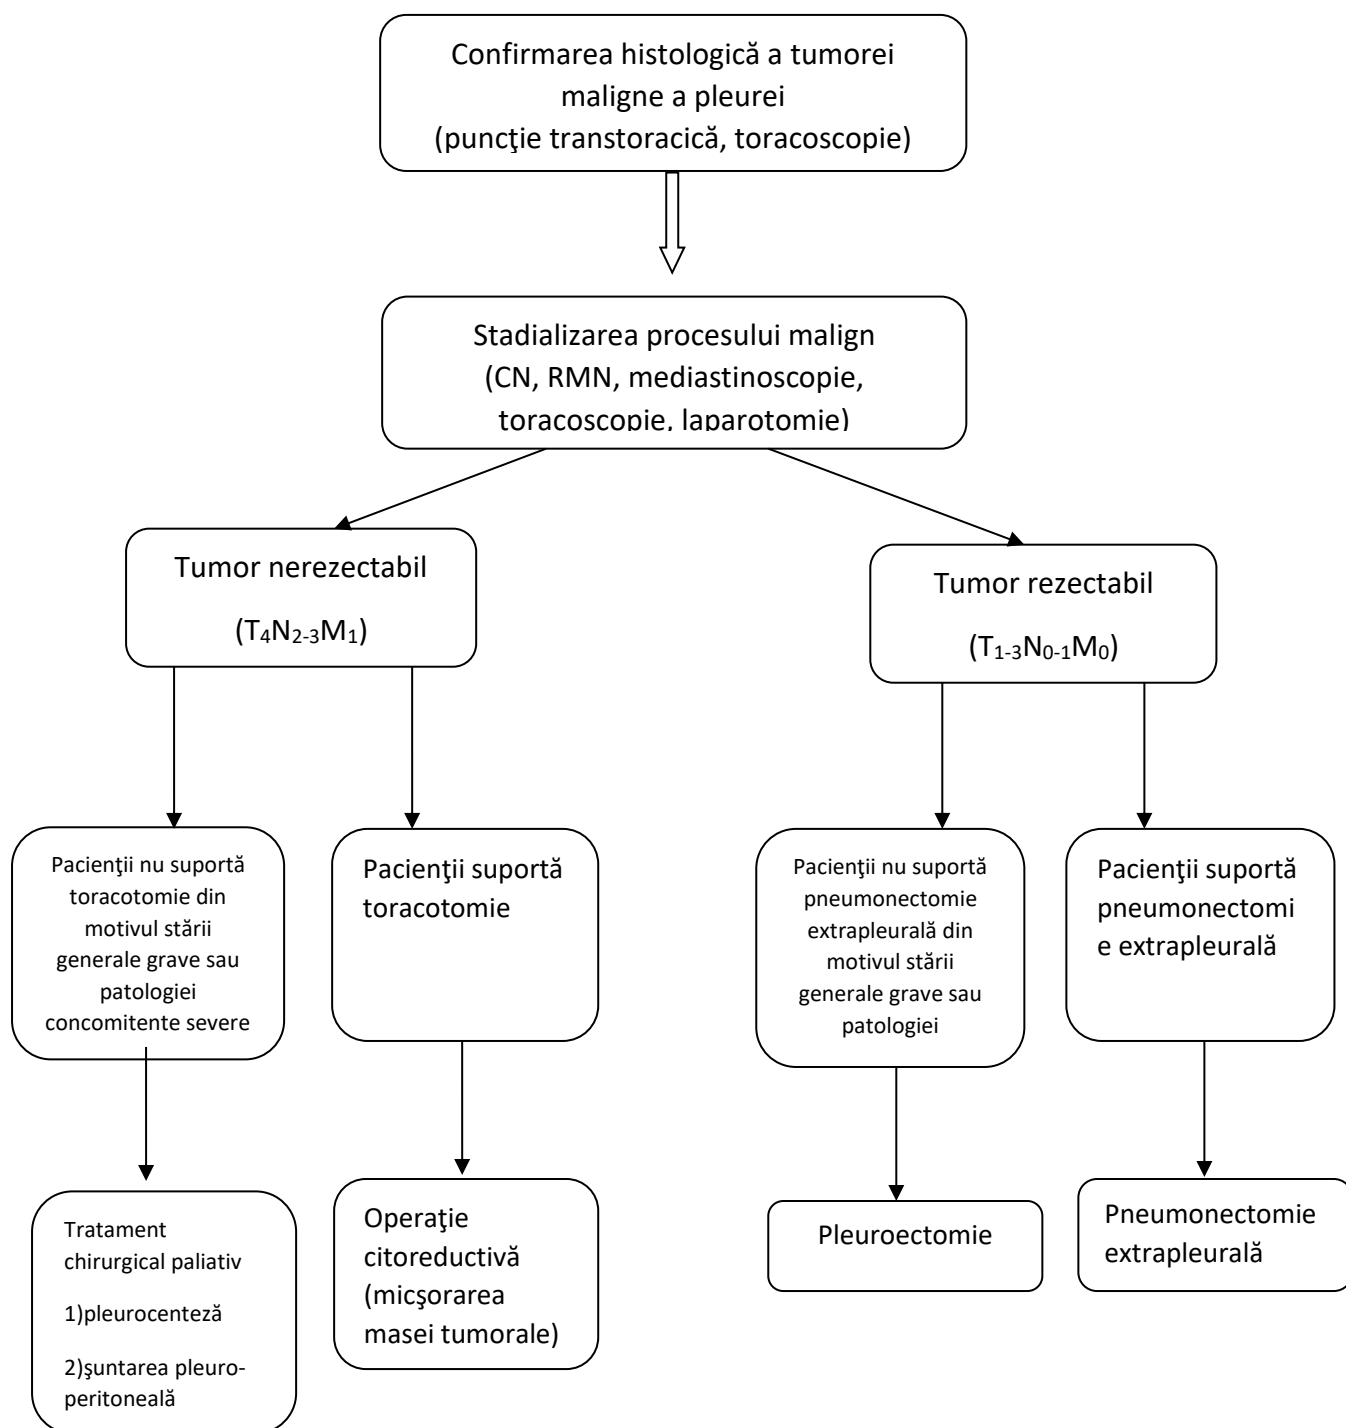 Confirmarea histologică a tumorei
maligne a pleurei
(puncţie transtoracică, toracoscopie)
Stadializarea procesului malign
(CN, RMN, mediastinoscopie,
toracoscopie, laparotomie)
Tumor nerezectabil
(T₄N₂₋₃M₁)
Tumor rezectabil
(T₁₋₃N₀₋₁M₀)
Pacienţii nu suportă
toracotomie din
motivul stării
generale grave sau
patologiei
concomitente severe
Pacienţii suportă
toracotomie
Pacienţii nu suportă
pneumonectomie
extrapleurală din
motivul stării
generale grave sau
patologiei
Pacienţii suportă
pneumonectomi
e extrapleurală
Tratament
chirurgical paliativ
1)pleurocenteză
2)şuntarea pleuro-
peritoneală
Operaţie
citoreductivă
(micşorarea
masei tumorale)
Pleuroectomie
Pneumonectomie
extrapleurală